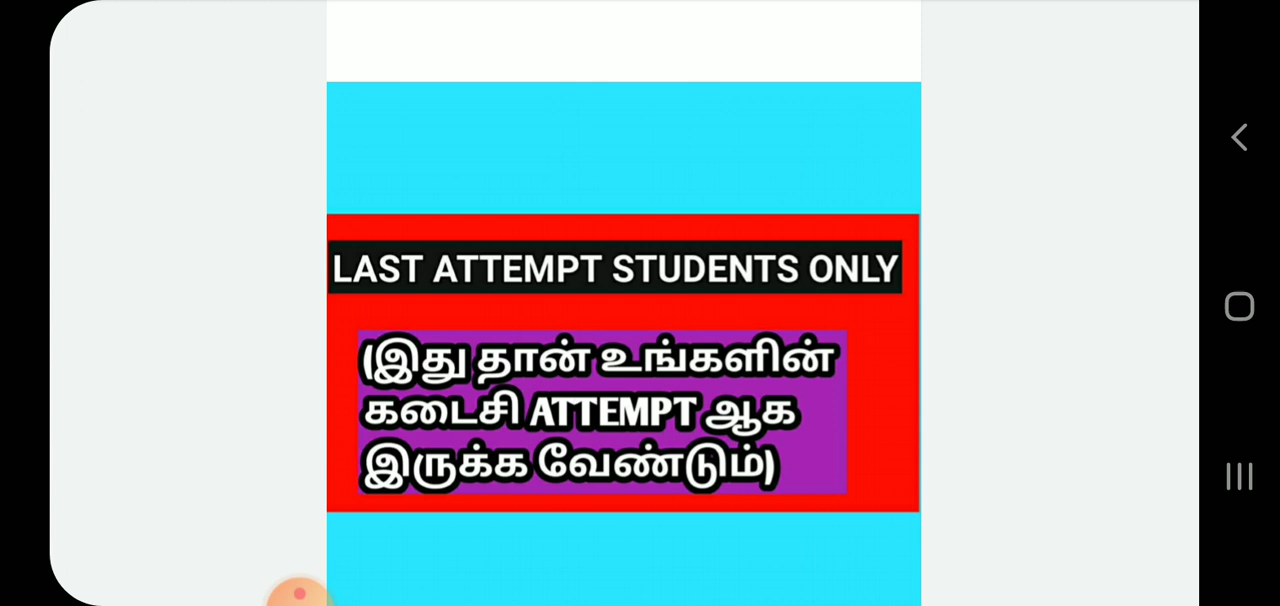 LAST ATTEMPT STUDENTS ONLY
(இது தான் உங்களின்
கடைசி ATTEMPT ஆக
இருக்க வேண்டும்)